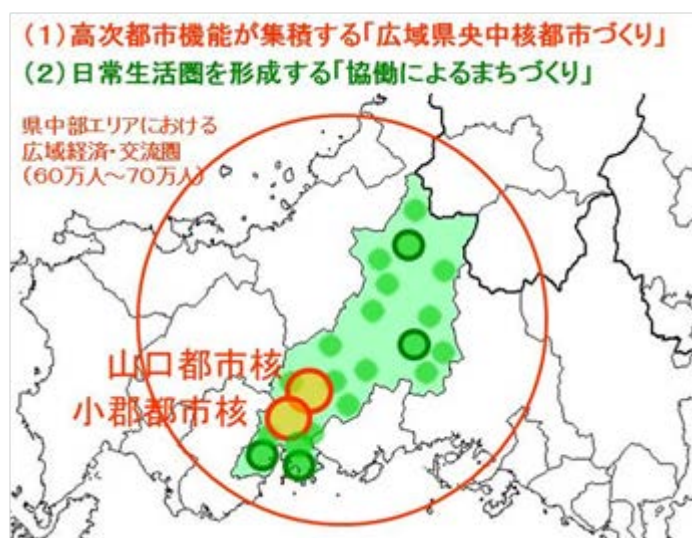 (1)高次都市機能が集積する「広域県央中核都市づくり」
(2)日常生活圏を形成する「協働によるまちづくり」
県中部エリアにおける
広域経済・交流圏
(60万人～70万人)
山口都市核
小郡都市核